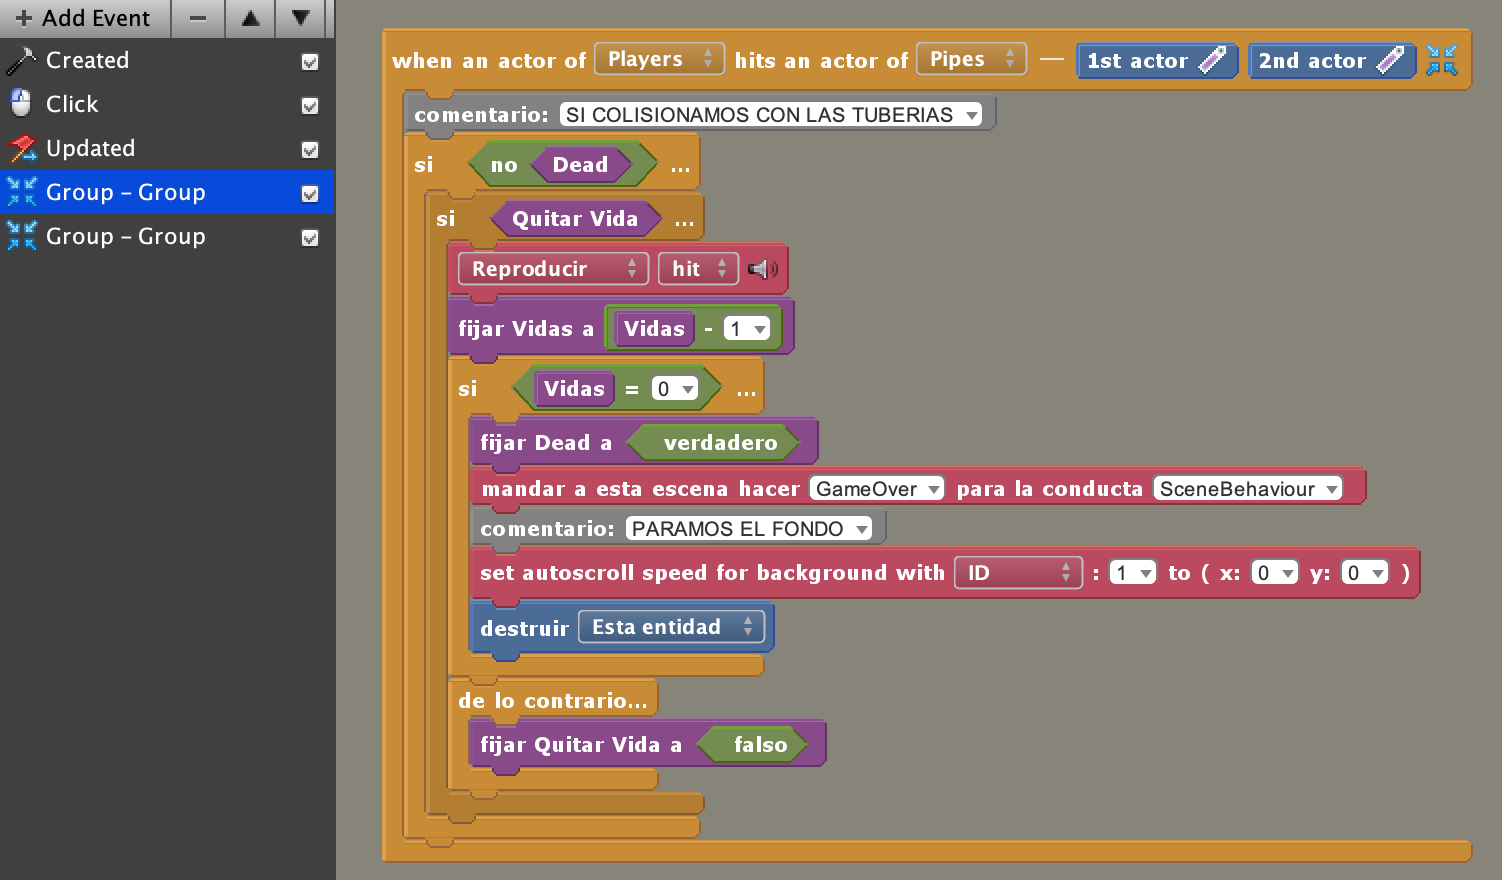 + Add Event
Created
Click
Updated
Group – Group
Group – Group
when an actor of Players hits an actor of Pipes — 1st actor 2nd actor
comentario: SI COLISIONAMOS CON LAS TUBERIAS
si no Dead ...
si Quitar Vida ...
Reproducir hit
fijar Vidas a Vidas - 1
si Vidas = 0 ...
fijar Dead a verdadero
mandar a esta escena hacer GameOver para la conducta SceneBehaviour
comentario: PARAMOS EL FONDO
set autoscroll speed for background with ID : 1 to ( x: 0 y: 0 )
destruir Esta entidad
de lo contrario...
fijar Quitar Vida a falso